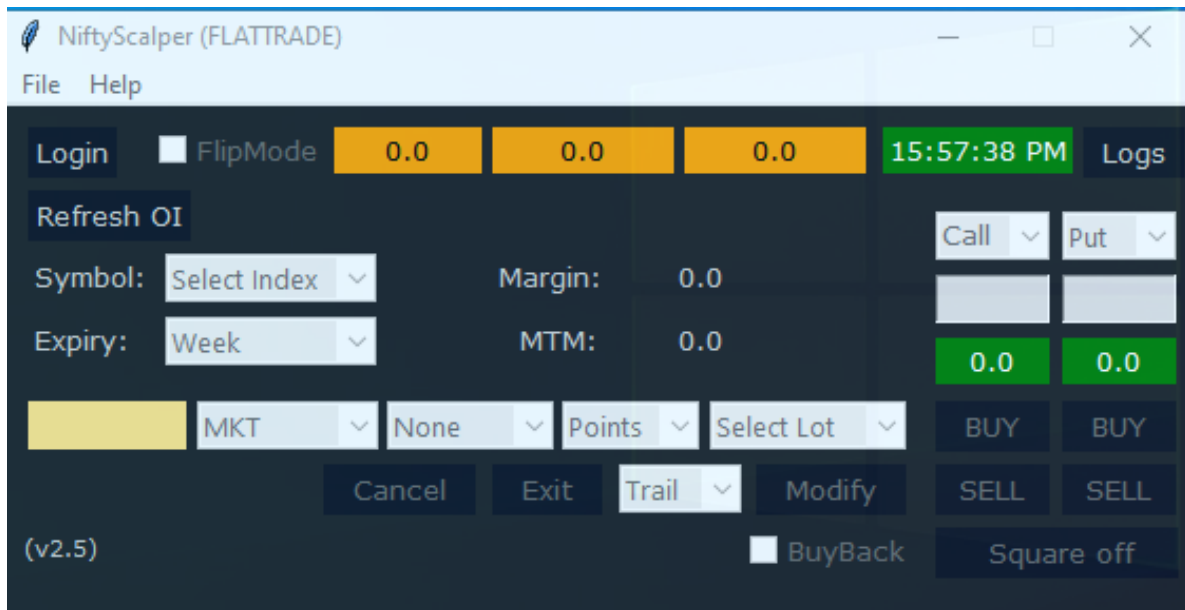 NiftyScalper (FLATTRADE)
File Help
Login FlipMode 0.0 0.0 0.0 15:57:38 PM Logs
Refresh OI
Call Put
Symbol: Select Index Margin: 0.0
Expiry: Week MTM: 0.0
0.0 0.0
MKT None Points Select Lot BUY BUY
Cancel Exit Trail Modify SELL SELL
(v2.5) BuyBack Square off